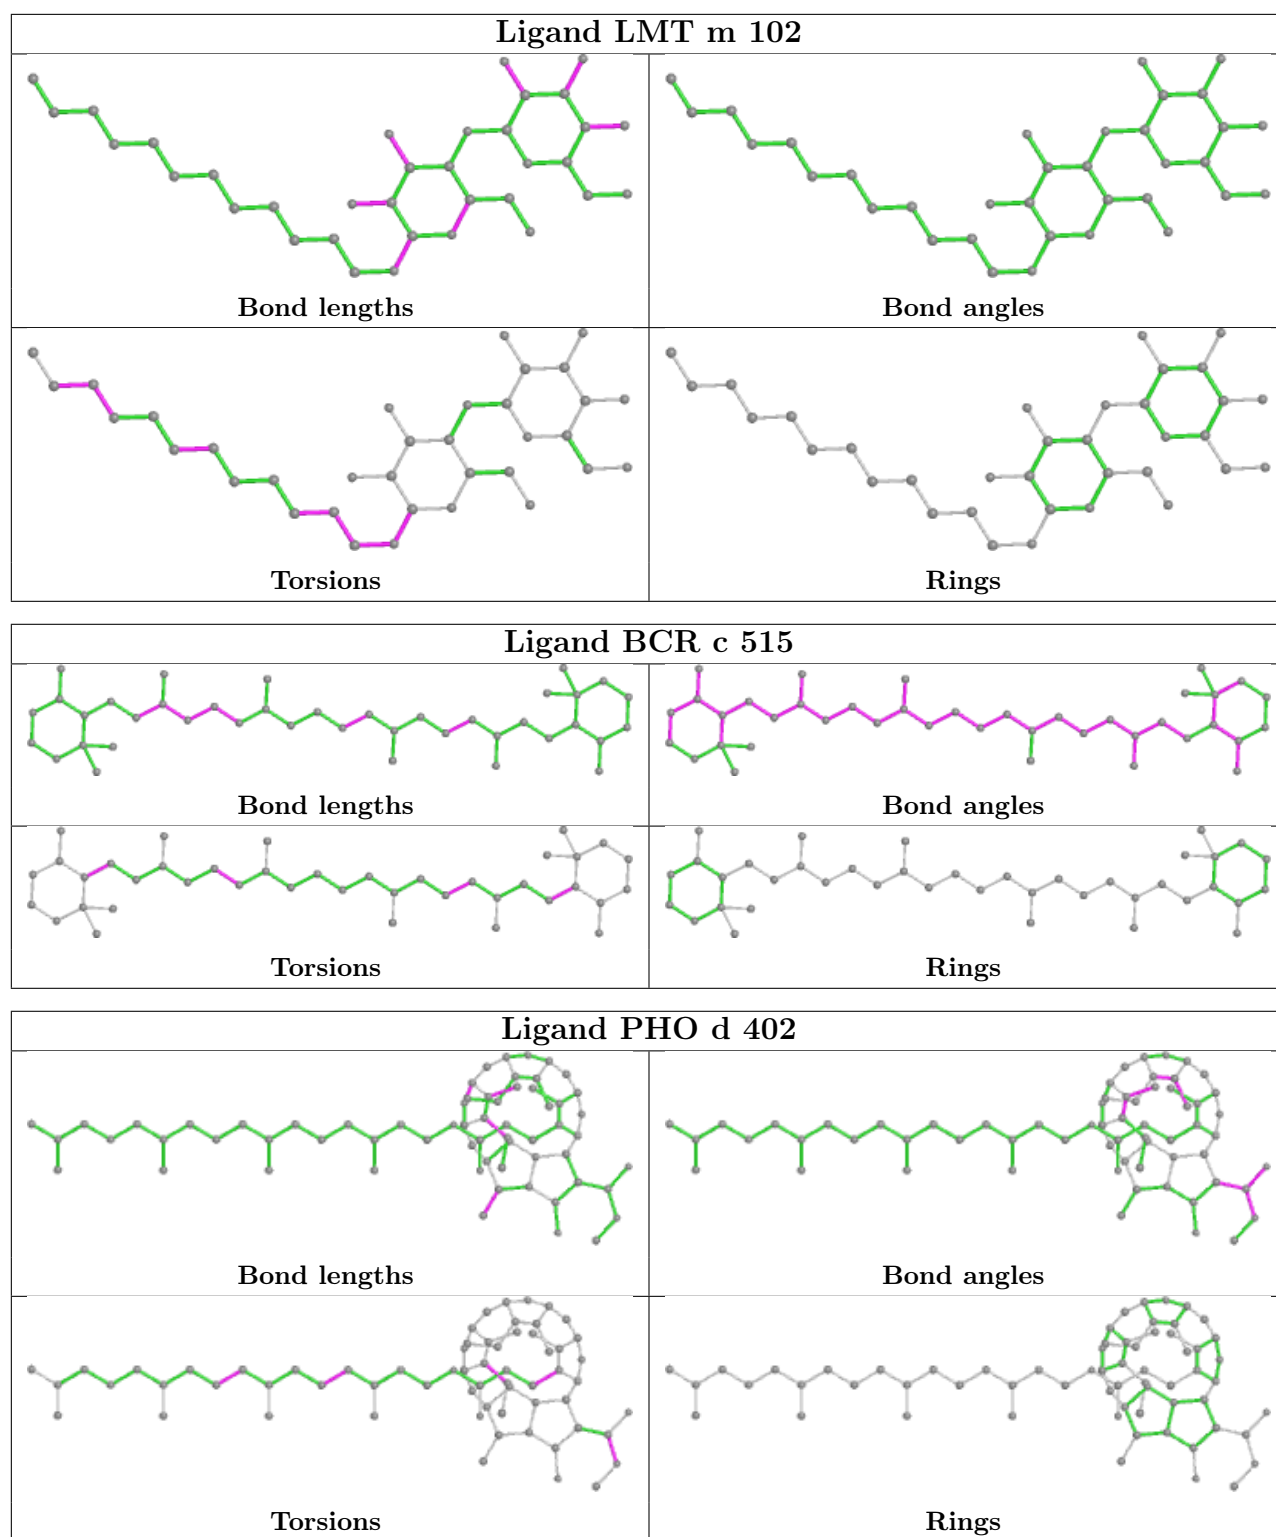 Ligand LMT m 102
Bond lengths
Bond angles
Torsions
Rings
Ligand BCR c 515
Bond lengths
Bond angles
Torsions
Rings
Ligand PHO d 402
Bond lengths
Bond angles
Torsions
Rings